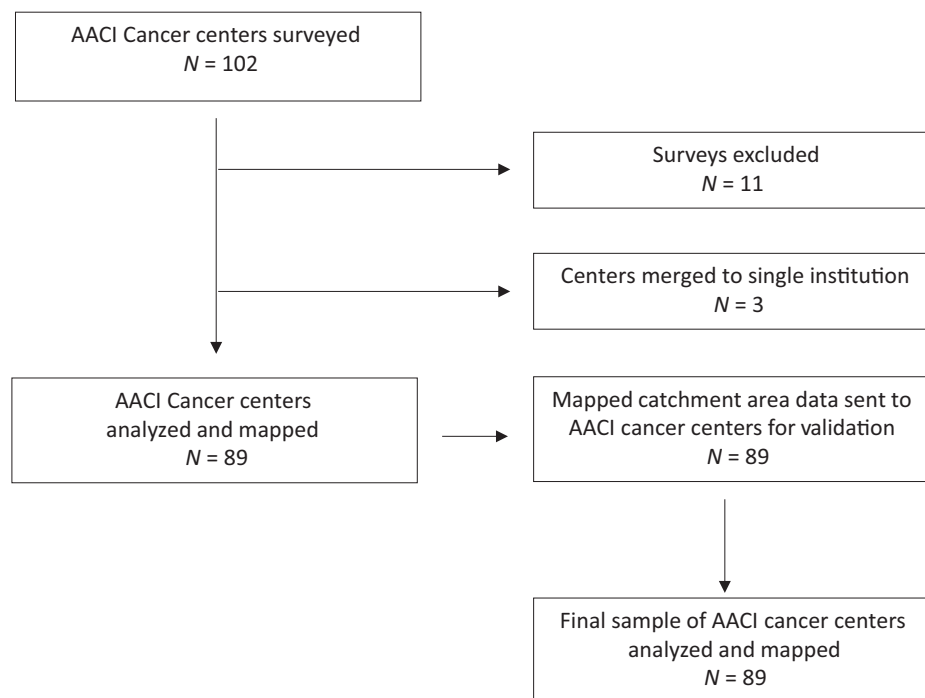 AACI Cancer centers surveyed
N = 102
Surveys excluded
N = 11
Centers merged to single institution
N = 3
AACI Cancer centers
analyzed and mapped
N = 89
Mapped catchment area data sent to
AACI cancer centers for validation
N = 89
Final sample of AACI cancer centers
analyzed and mapped
N = 89